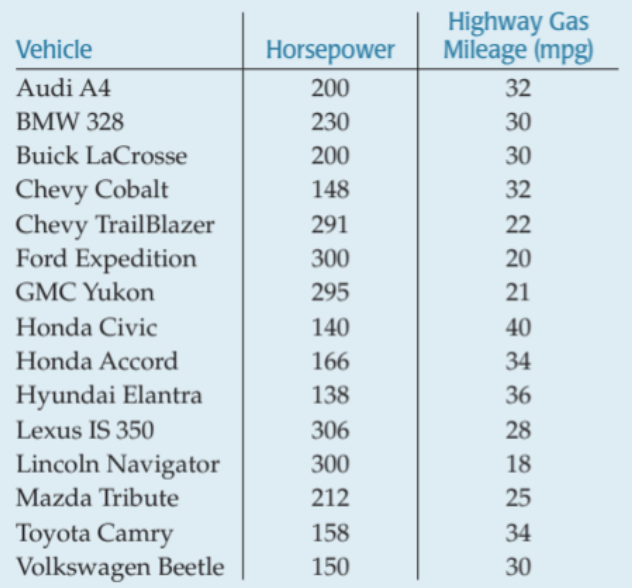 Vehicle Horsepower Highway Gas Mileage (mpg)
Audi A4 200 32
BMW 328 230 30
Buick LaCrosse 200 30
Chevy Cobalt 148 32
Chevy TrailBlazer 291 22
Ford Expedition 300 20
GMC Yukon 295 21
Honda Civic 140 40
Honda Accord 166 34
Hyundai Elantra 138 36
Lexus IS 350 306 28
Lincoln Navigator 300 18
Mazda Tribute 212 25
Toyota Camry 158 34
Volkswagen Beetle 150 30